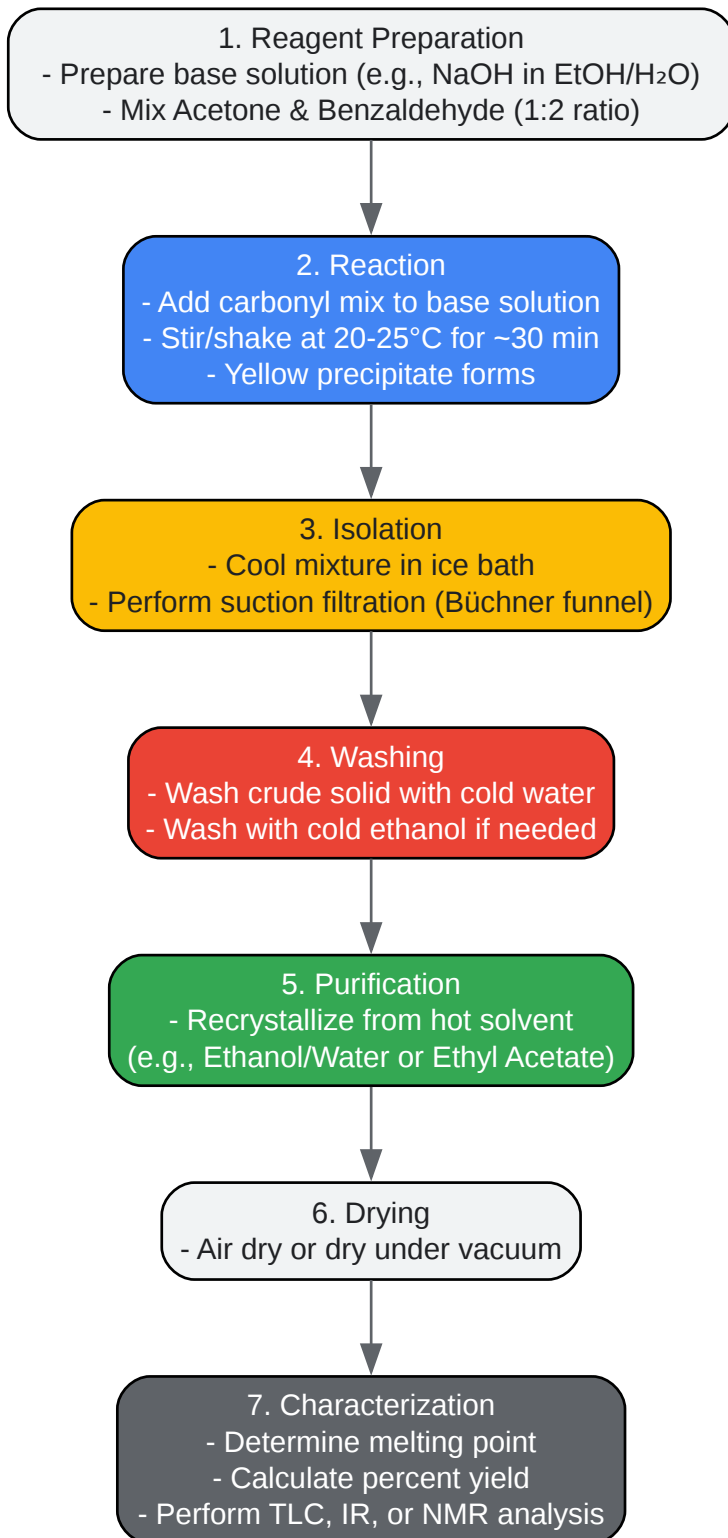 1. Reagent Preparation
- Prepare base solution (e.g., NaOH in EtOH/H₂O)
- Mix Acetone & Benzaldehyde (1:2 ratio)
2. Reaction
- Add carbonyl mix to base solution
- Stir/shake at 20-25°C for ~30 min
- Yellow precipitate forms
3. Isolation
- Cool mixture in ice bath
- Perform suction filtration (Büchner funnel)
4. Washing
- Wash crude solid with cold water
- Wash with cold ethanol if needed
5. Purification
- Recrystallize from hot solvent
(e.g., Ethanol/Water or Ethyl Acetate)
6. Drying
- Air dry or dry under vacuum
7. Characterization
- Determine melting point
- Calculate percent yield
- Perform TLC, IR, or NMR analysis